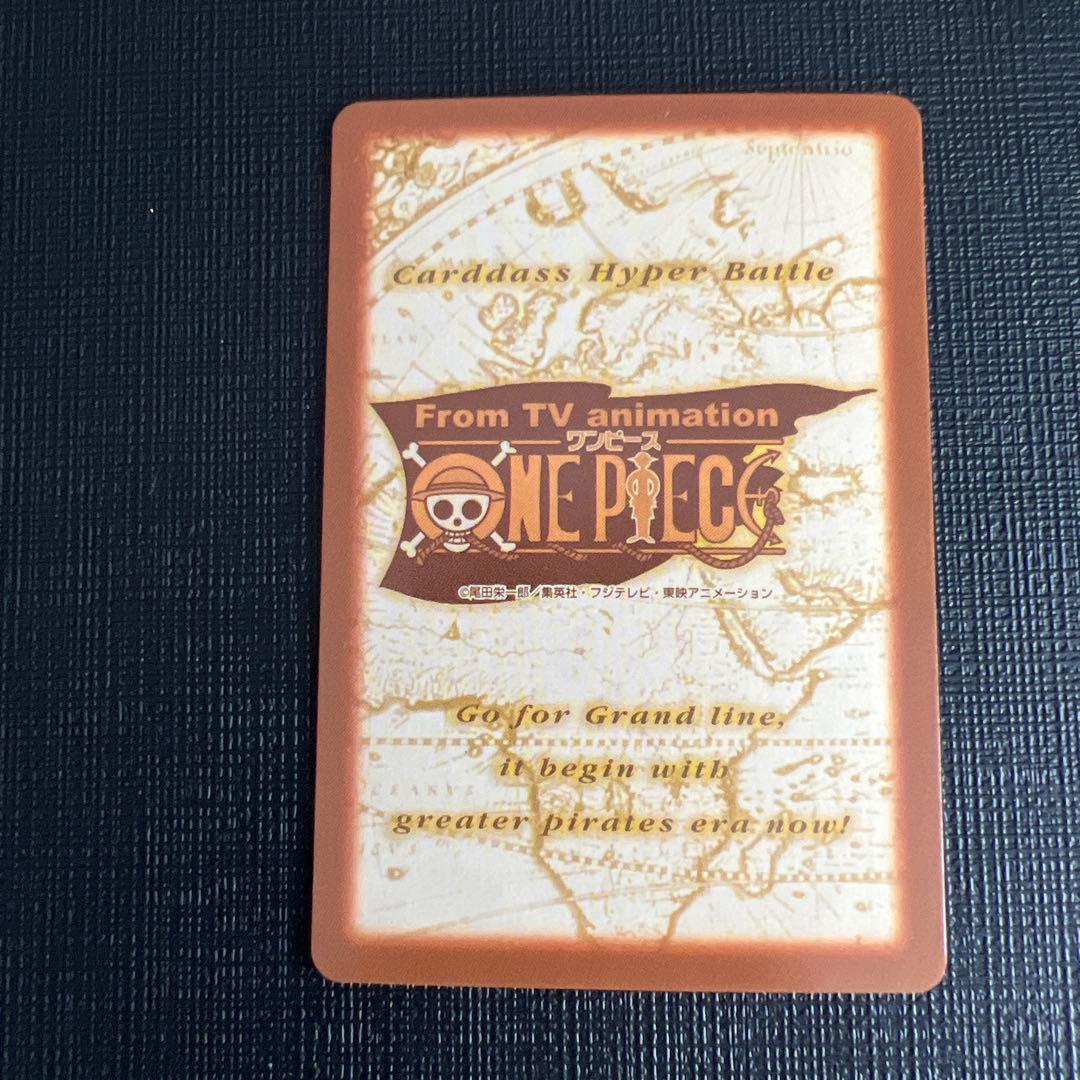 Septentrio
Carddass Hyper Battle
From TV animation
ワンピース
ONE PIECE
©尾田栄一郎／集英社・フジテレビ・東映アニメーション
Go for Grand line,
it begin with
greater pirates era now!